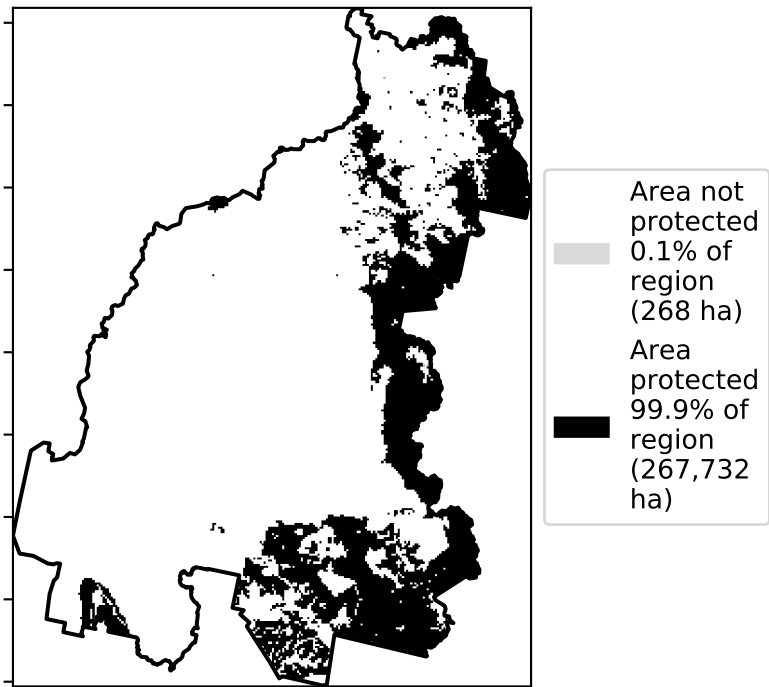 Area not
protected
0.1% of
region
(268 ha)
Area
protected
99.9% of
region
(267,732
ha)